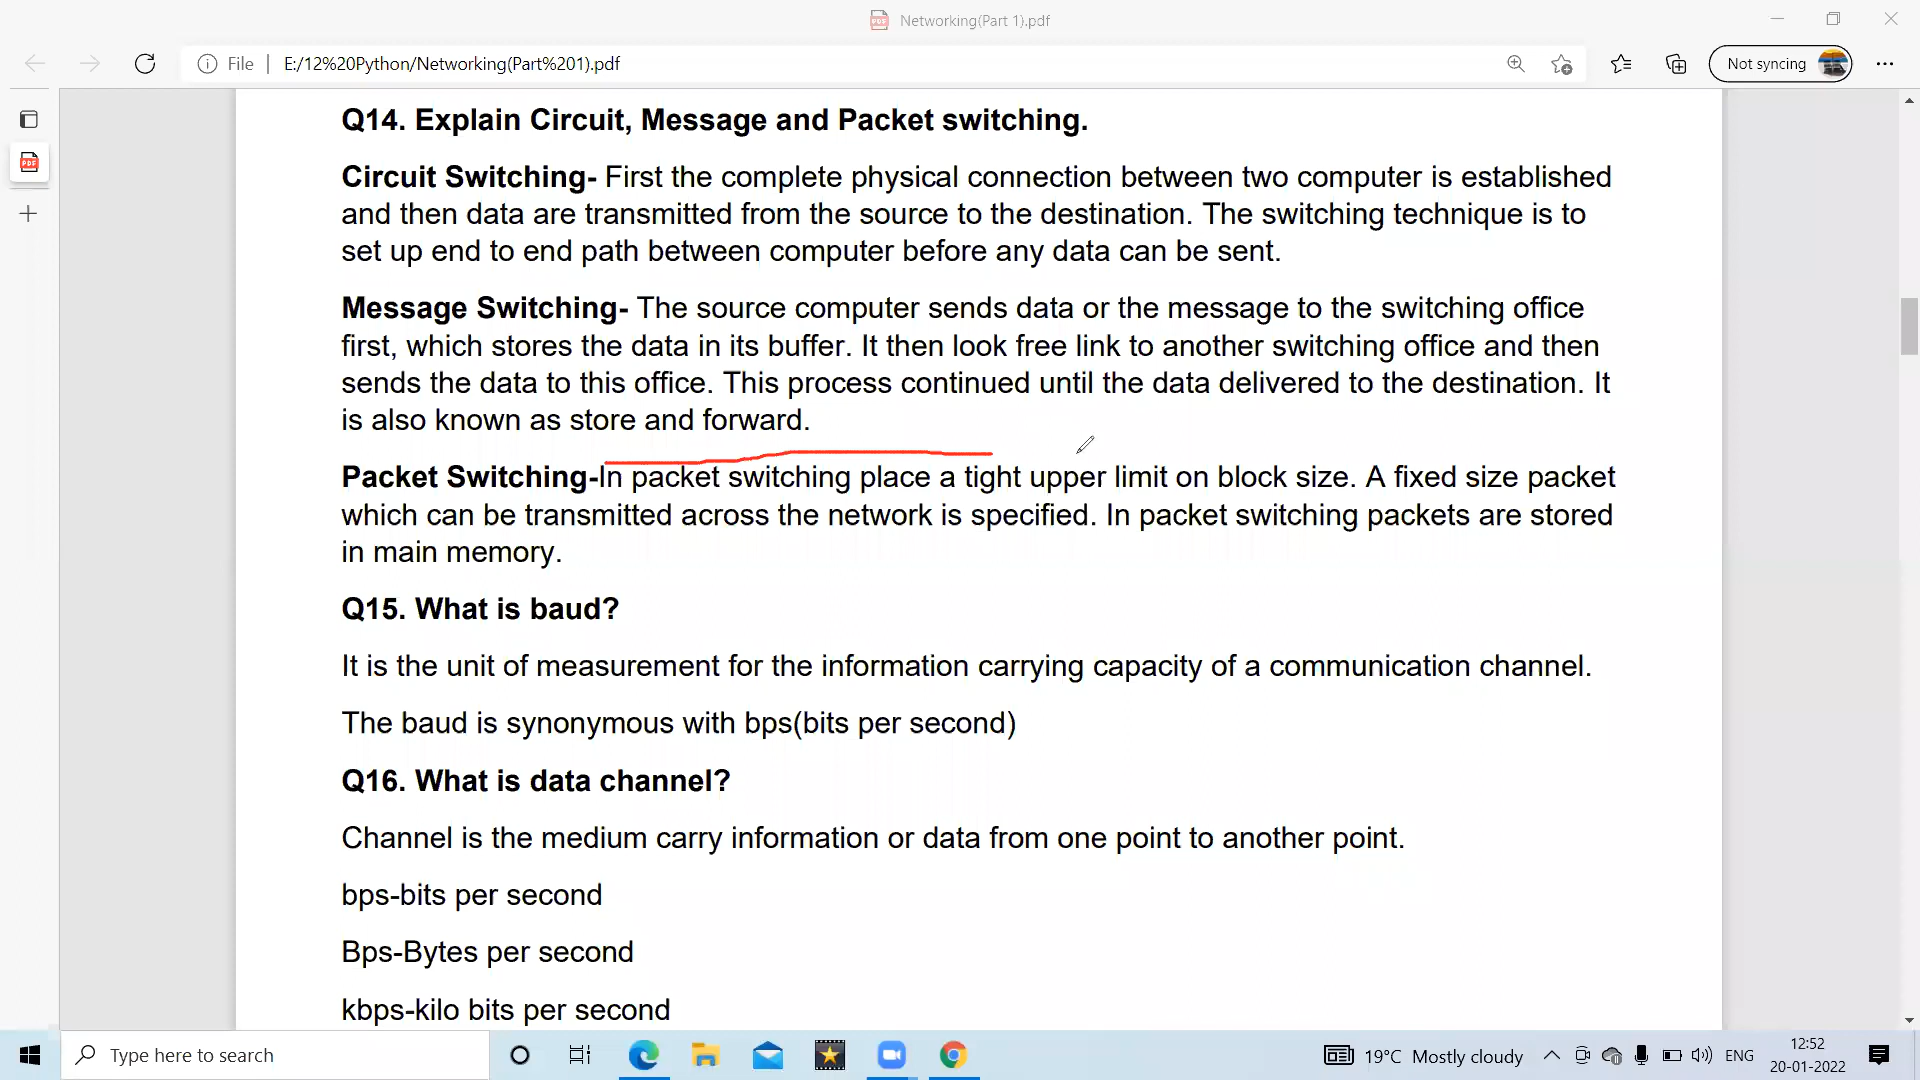 Networking(Part 1).pdf
File
E:/12%20Python/Networking(Part%201).pdf
Not syncing
Q14. Explain Circuit, Message and Packet switching.
Circuit Switching- First the complete physical connection between two computer is established
and then data are transmitted from the source to the destination. The switching technique is to
set up end to end path between computer before any data can be sent.
Message Switching- The source computer sends data or the message to the switching office
first, which stores the data in its buffer. It then look free link to another switching office and then
sends the data to this office. This process continued until the data delivered to the destination. It
is also known as store and forward.
Packet Switching-In packet switching place a tight upper limit on block size. A fixed size packet
which can be transmitted across the network is specified. In packet switching packets are stored
in main memory.
Q15. What is baud?
It is the unit of measurement for the information carrying capacity of a communication channel.
The baud is synonymous with bps(bits per second)
Q16. What is data channel?
Channel is the medium carry information or data from one point to another point.
bps-bits per second
Bps-Bytes per second
kbps-kilo bits per second
Type here to search
19°C Mostly cloudy
ENG
12:52
20-01-2022